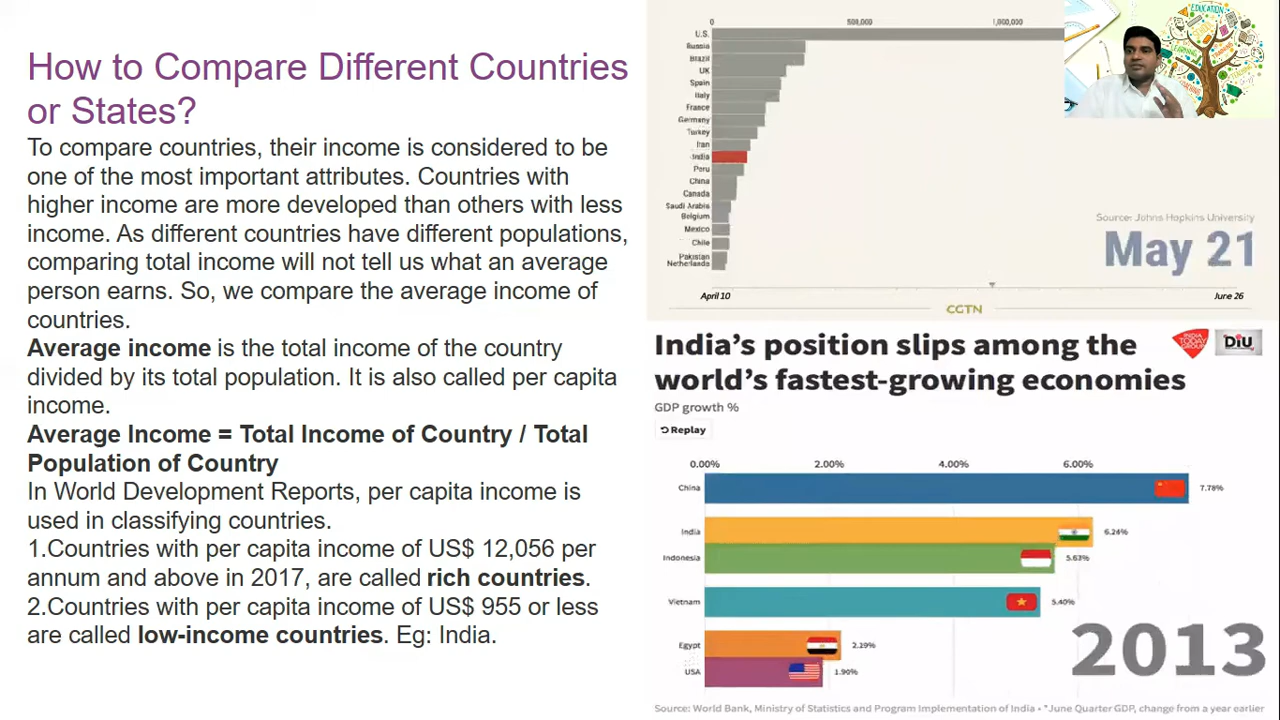 How to Compare Different Countries
or States?
To compare countries, their income is considered to be
one of the most important attributes. Countries with
higher income are more developed than others with less
income. As different countries have different populations,
comparing total income will not tell us what an average
person earns. So, we compare the average income of
countries.
Average income is the total income of the country
divided by its total population. It is also called per capita
income.
Average Income = Total Income of Country / Total
Population of Country
In World Development Reports, per capita income is
used in classifying countries.
1.Countries with per capita income of US$ 12,056 per
annum and above in 2017, are called rich countries.
2.Countries with per capita income of US$ 955 or less
are called low-income countries. Eg: India.
0 500,000 1,000,000
U.S.
Russia
Brazil
UK
Spain
Italy
France
Germany
Turkey
Iran
India
Peru
China
Canada
Saudi Arabia
Belgium
Mexico
Chile
Pakistan
Netherlands
EDUCATION
LEARNING
Source: Johns Hopkins University
May 21
April 10 June 26
CGTN
India's position slips among the
world's fastest-growing economies
INDIA TODAY GROUP
DIU
GDP growth %
Replay
0.00% 2.00% 4.00% 6.00%
China 7.78%
India 6.24%
Indonesia 5.63%
Vietnam 5.40%
Egypt 2.19%
USA 1.90%
2013
Source: World Bank, Ministry of Statistics and Program Implementation of India • *June Quarter GDP, change from a year earlier